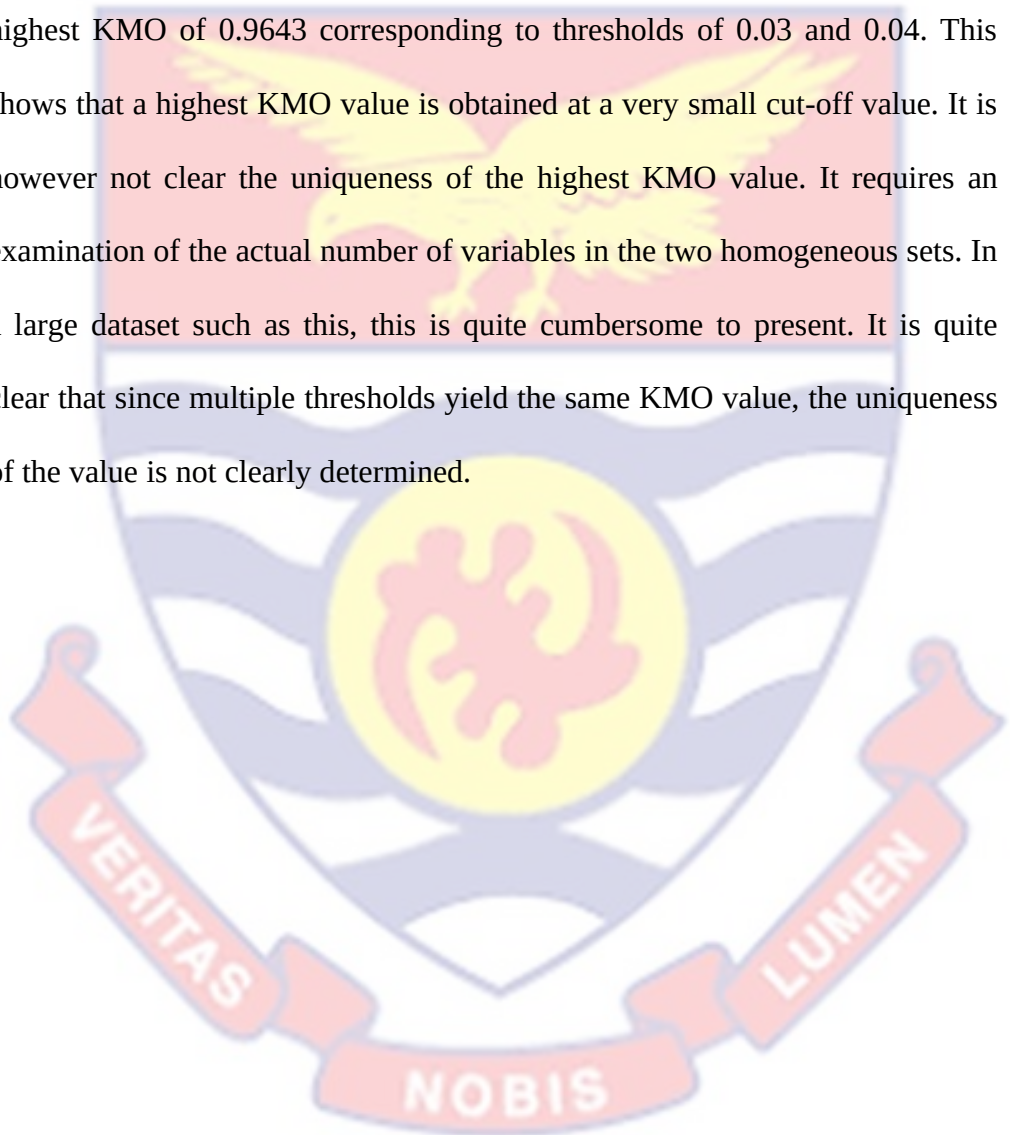 highest KMO of 0.9643 corresponding to thresholds of 0.03 and 0.04. This
shows that a highest KMO value is obtained at a very small cut-off value. It is
however not clear the uniqueness of the highest KMO value. It requires an
examination of the actual number of variables in the two homogeneous sets. In
a large dataset such as this, this is quite cumbersome to present. It is quite
clear that since multiple thresholds yield the same KMO value, the uniqueness
of the value is not clearly determined.
VERITAS
NOBIS
LUMEN